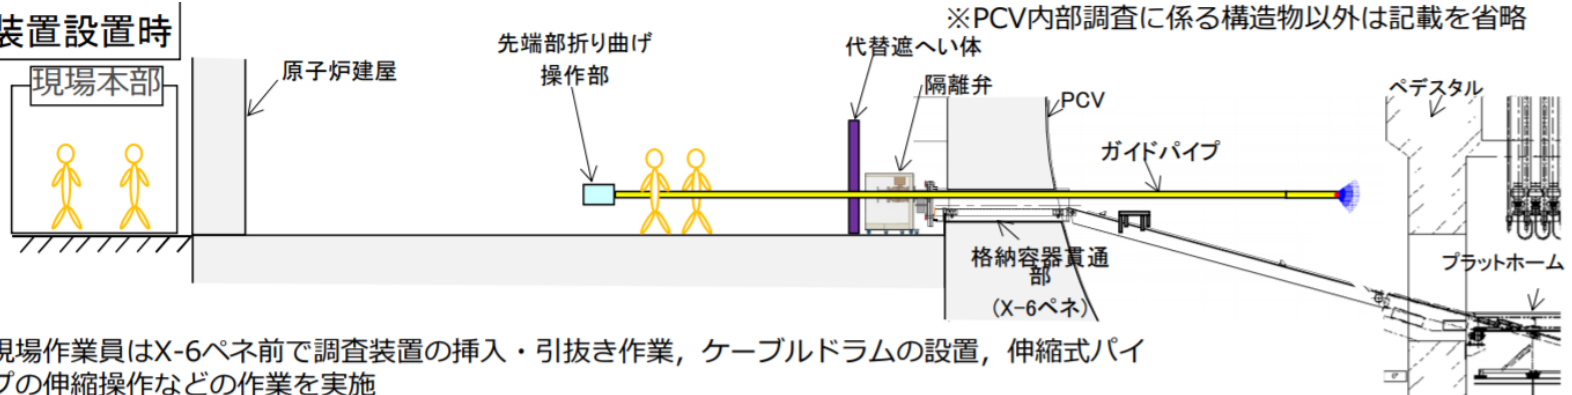 装置設置時
※PCV内部調査に係る構造物以外は記載を省略
現場本部
原子炉建屋
先端部折り曲げ
操作部
代替遮へい体
隔離弁
PCV
ガイドパイプ
ペデスタル
格納容器貫通
部
(X-6ペネ)
プラットホーム
現場作業員はX-6ペネ前で調査装置の挿入・引抜き作業，ケーブルドラムの設置，伸縮式パイ
プの伸縮操作などの作業を実施